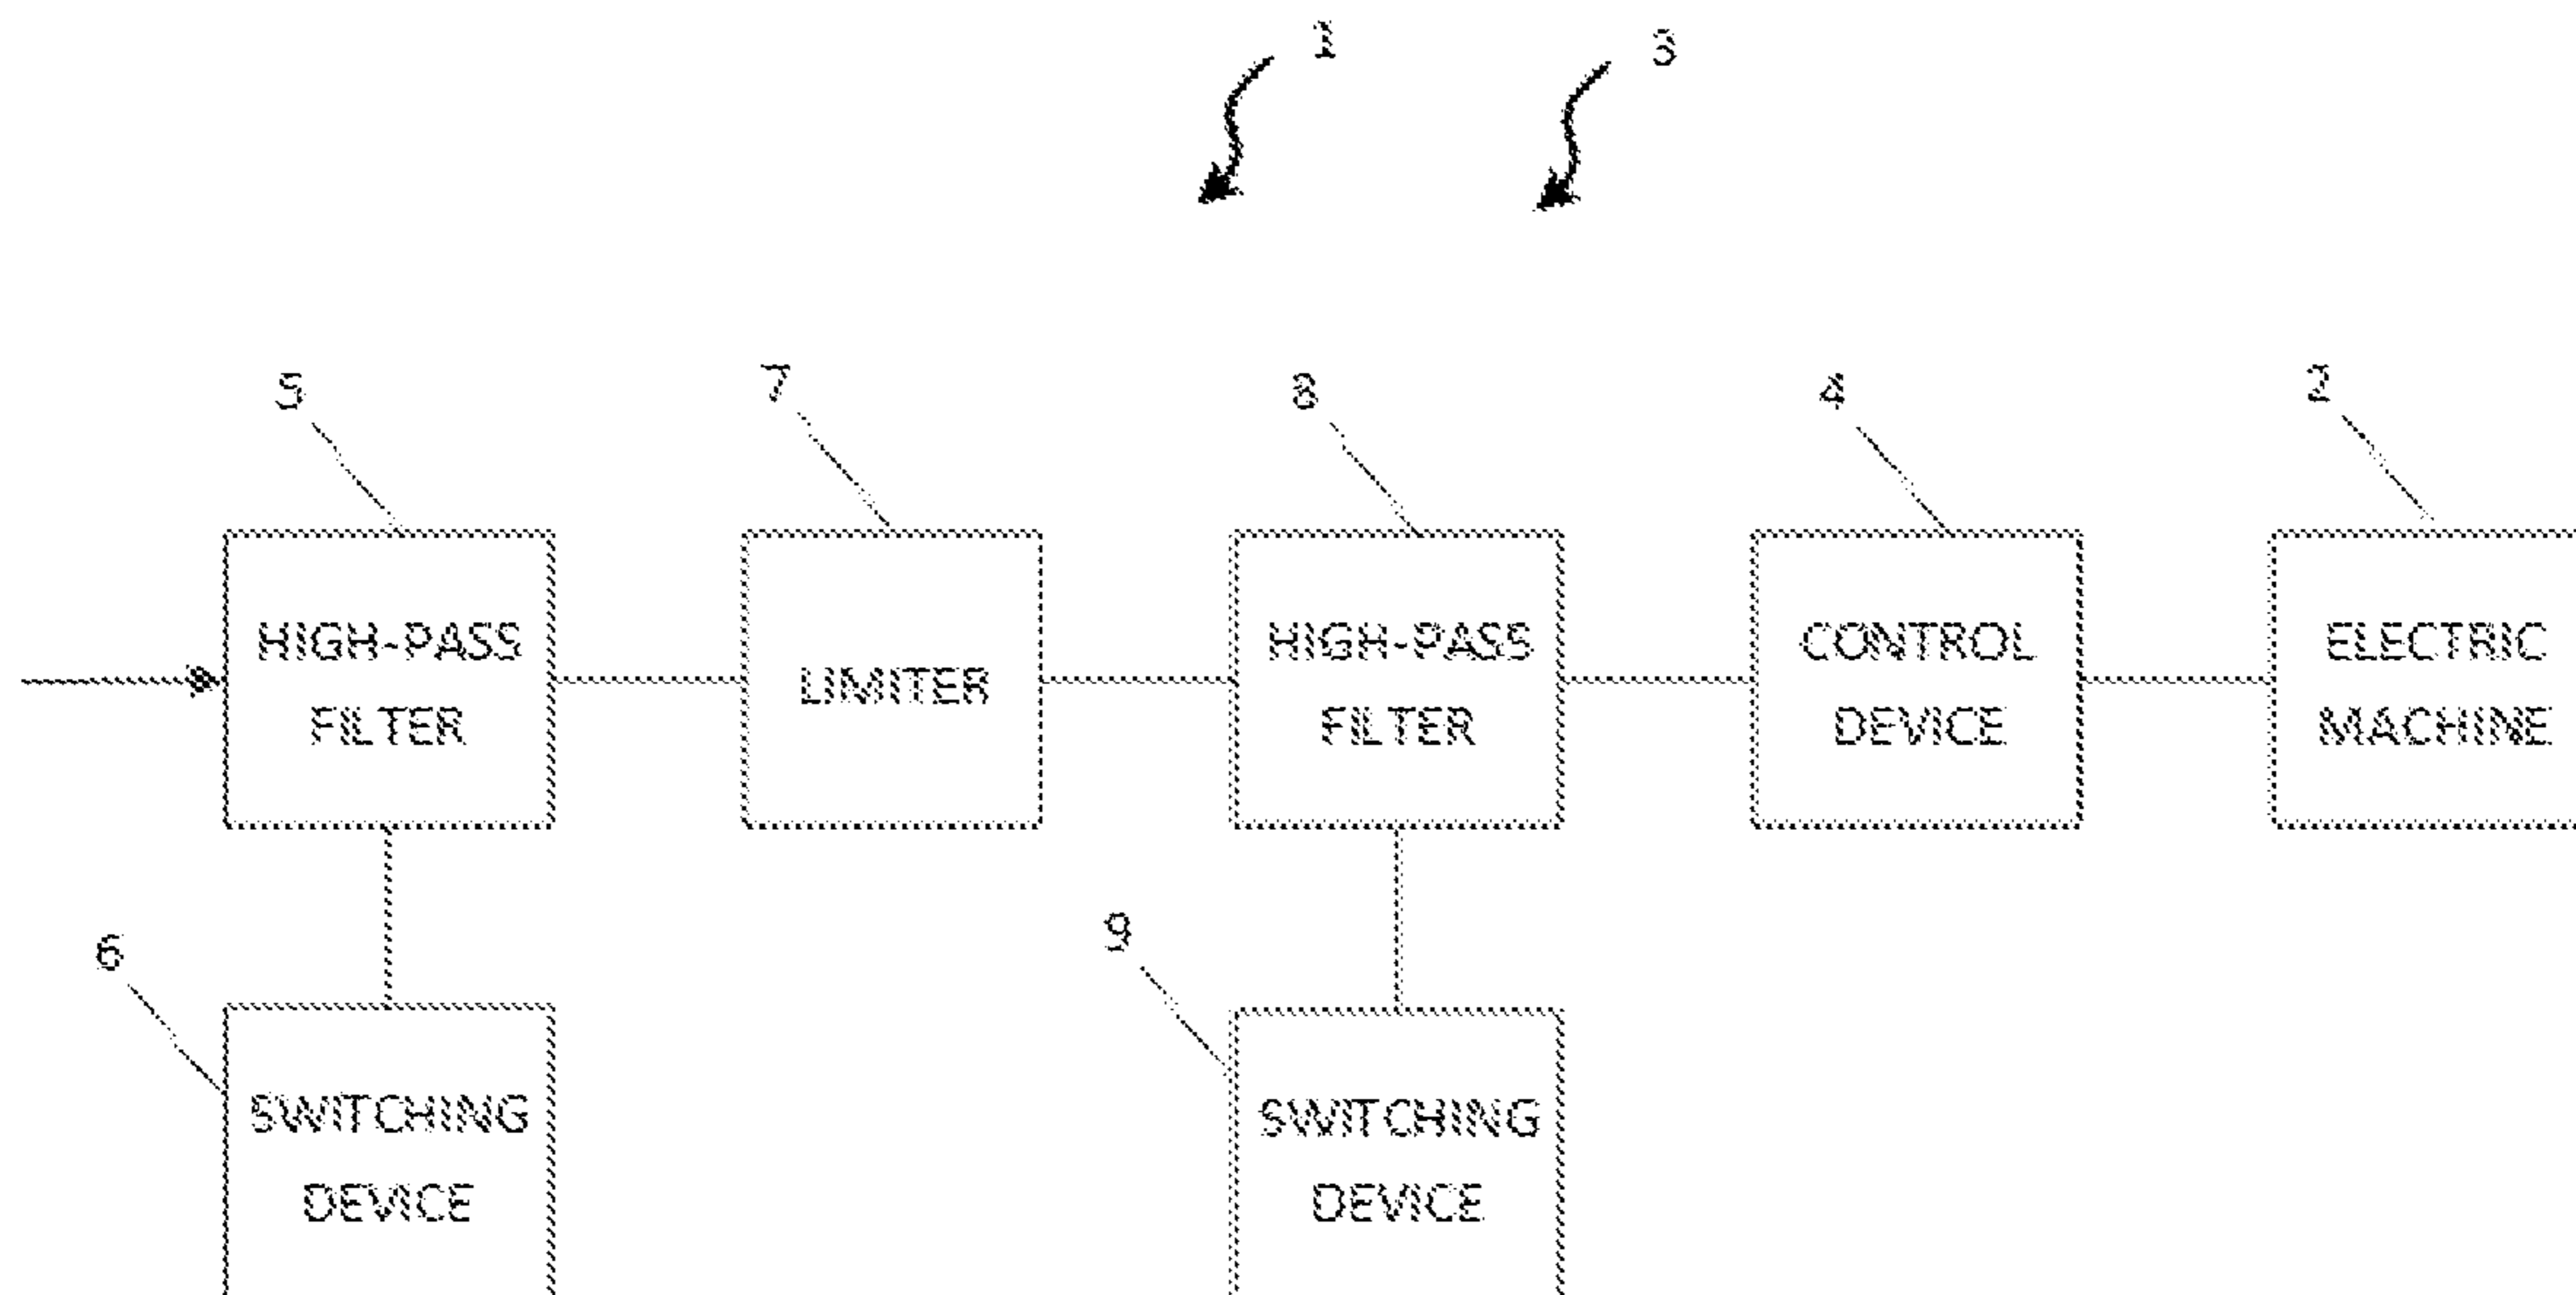 1
3
5
7
8
4
2
HIGH-PASS
FILTER
LIMITER
HIGH-PASS
FILTER
CONTROL
DEVICE
ELECTRIC
MACHINE
6
9
SWITCHING
DEVICE
SWITCHING
DEVICE